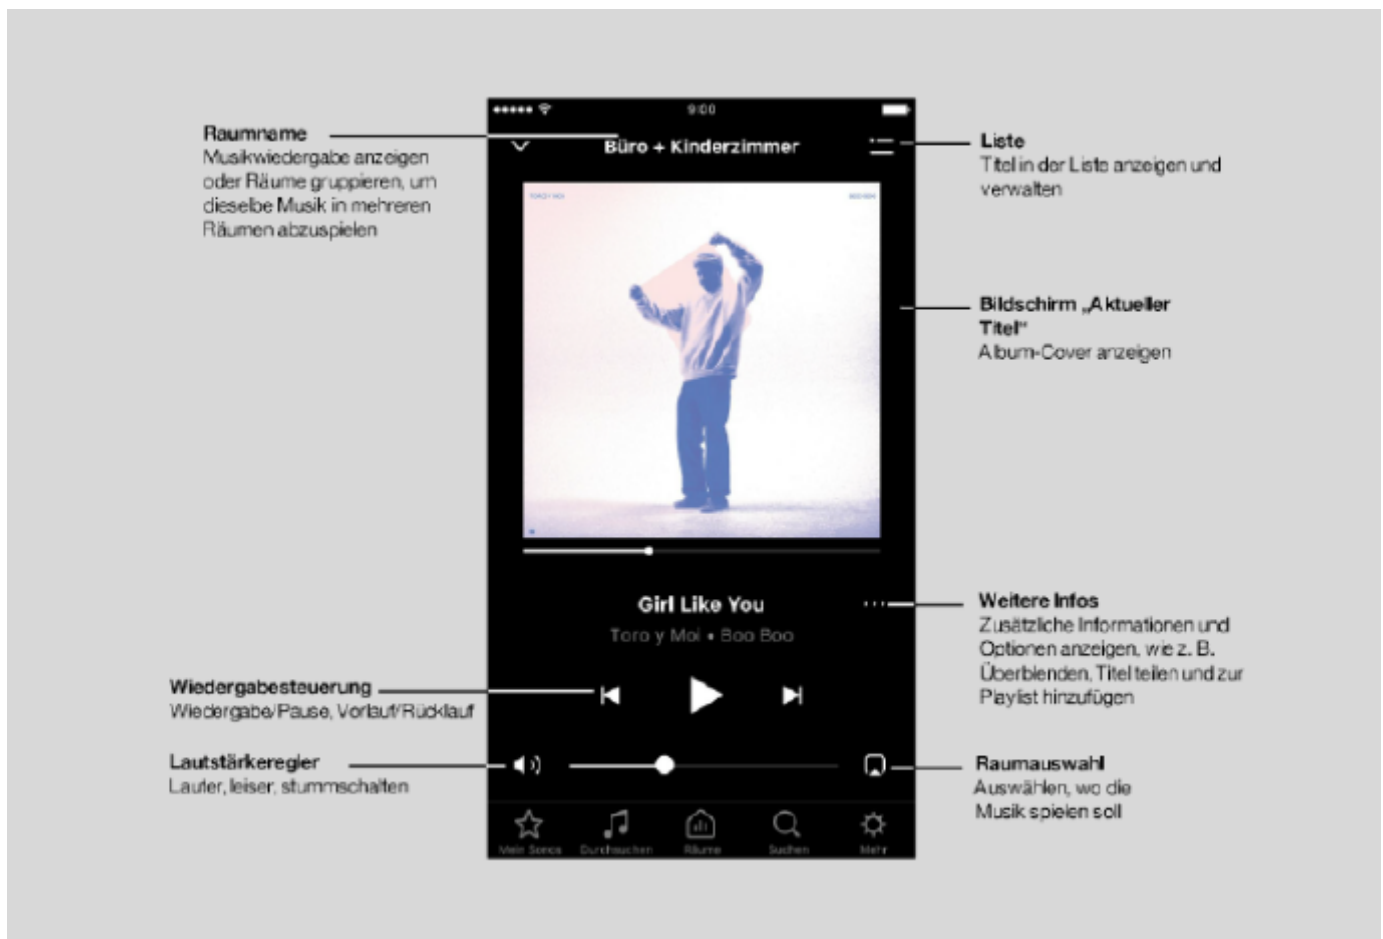 9:00
Büro + Kinderzimmer
Raumname
Musikwiedergabe anzeigen
oder Räume gruppieren, um
dieselbe Musik in mehreren
Räumen abzuspielen
Liste
Titel in der Liste anzeigen und
verwalten
Bildschirm „Aktueller
Titel“
Album-Cover anzeigen
Girl Like You
Toro y Moi • Boo Boo
Weitere Infos
Zusätzliche Informationen und
Optionen anzeigen, wie z. B.
Überblenden, Titel teilen und zur
Playlist hinzufügen
Wiedergabesteuerung
Wiedergabe/Pause, Vorlauf/Rücklauf
Lautstärkeregler
Lauter, leiser, stummschalten
Raumauswahl
Auswählen, wo die
Musik spielen soll
Mein Sonos
Durchsuchen
Räume
Suchen
Mehr